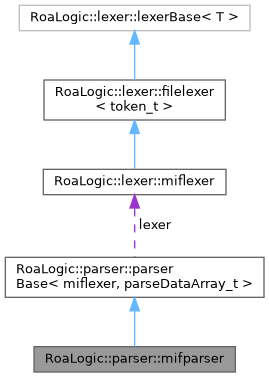 RoaLogic::lexer::lexerBase< T >
RoaLogic::lexer::filelexer
< token_t >
RoaLogic::lexer::miflexer
lexer
RoaLogic::parser::parser
Base< miflexer, parseDataArray_t >
RoaLogic::parser::mifparser